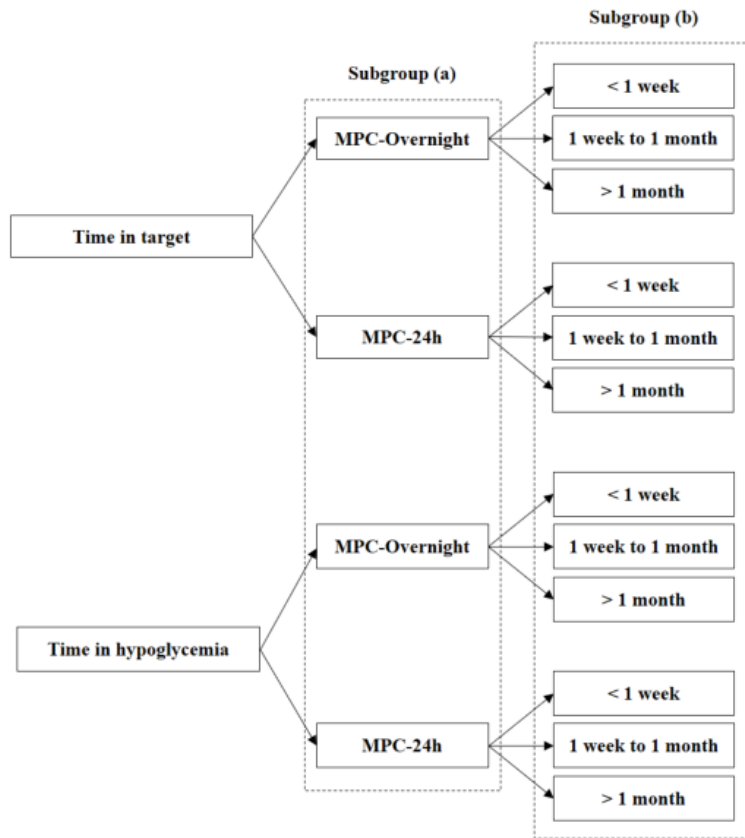 Subgroup (b)
Subgroup (a)
< 1 week
MPC-Overnight
1 week to 1 month
> 1 month
Time in target
< 1 week
MPC-24h
1 week to 1 month
> 1 month
< 1 week
MPC-Overnight
1 week to 1 month
> 1 month
Time in hypoglycemia
< 1 week
MPC-24h
1 week to 1 month
> 1 month